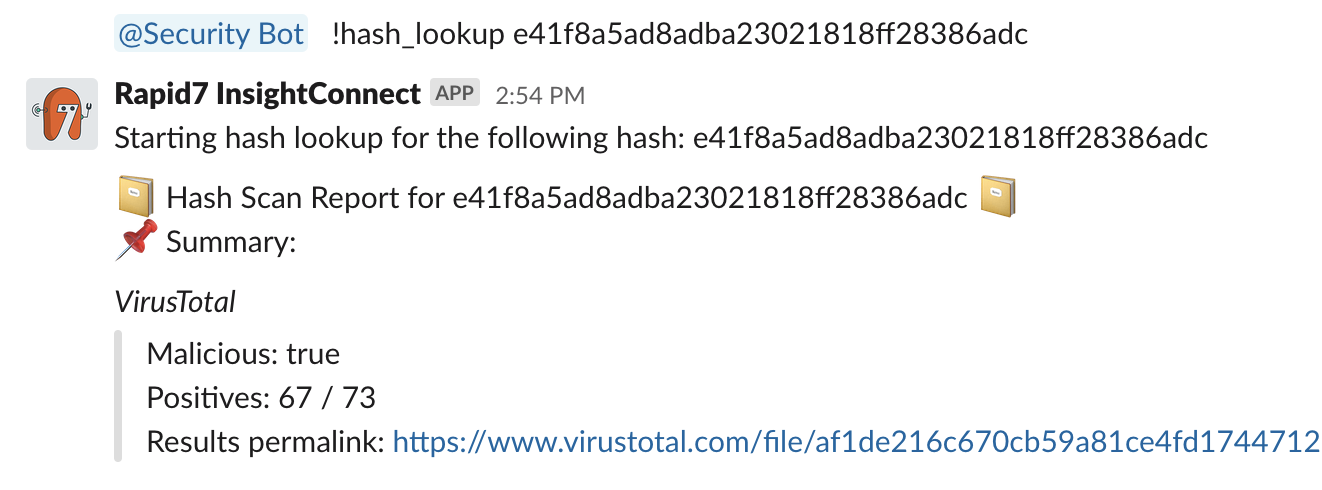 @Security Bot !hash_lookup e41f8a5ad8adba23021818ff28386adc
Rapid7 InsightConnect APP 2:54 PM
Starting hash lookup for the following hash: e41f8a5ad8adba23021818ff28386adc
Hash Scan Report for e41f8a5ad8adba23021818ff28386adc
Summary:
VirusTotal
Malicious: true
Positives: 67 / 73
Results permalink: https://www.virustotal.com/file/af1de216c670cb59a81ce4fd1744712